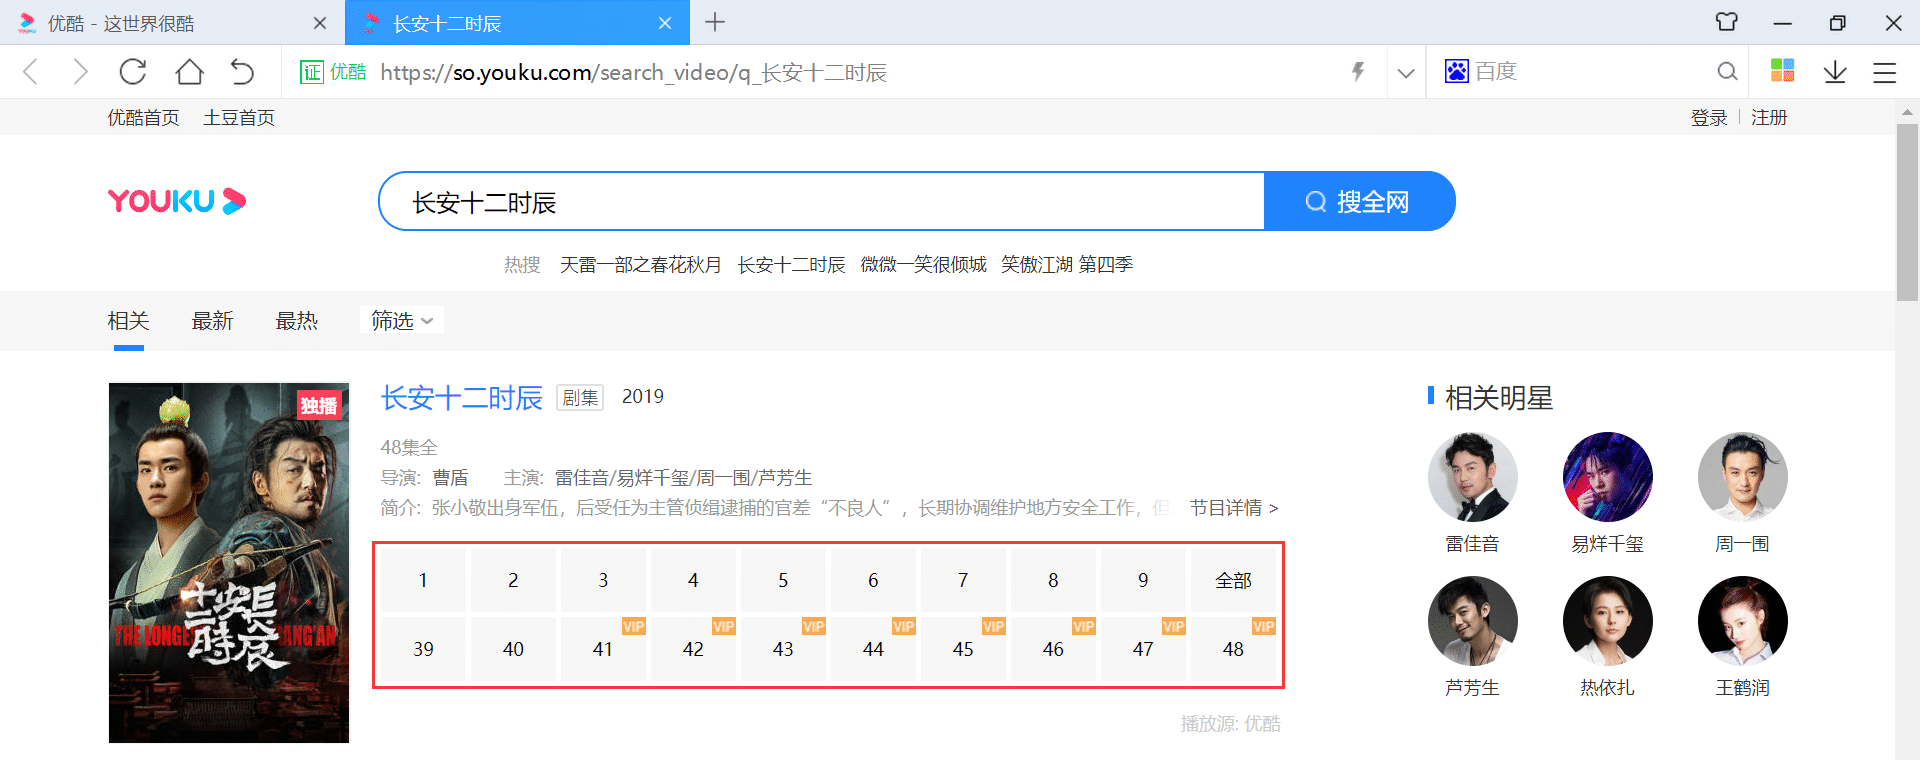 优酷 - 这世界很酷
长安十二时辰
证 优酷 https://so.youku.com/search_video/q_长安十二时辰
百度
优酷首页 土豆首页
登录 注册
YOUKU
长安十二时辰
搜全网
热搜 天雷一部之春花秋月 长安十二时辰 微微一笑很倾城 笑傲江湖 第四季
相关 最新 最热 筛选
独播
十二時辰
長安
THE LONGE
ANG'AN
长安十二时辰 剧集 2019
48集全
导演: 曹盾 主演: 雷佳音/易烊千玺/周一围/芦芳生
简介: 张小敬出身军伍，后受任为主管侦缉逮捕的官差“不良人”，长期协调维护地方安全工作，但 节目详情 >
1 2 3 4 5 6 7 8 9 全部
39 40 41 VIP 42 VIP 43 VIP 44 VIP 45 VIP 46 VIP 47 VIP 48 VIP
播放源: 优酷
相关明星
雷佳音 易烊千玺 周一围
芦芳生 热依扎 王鹤润